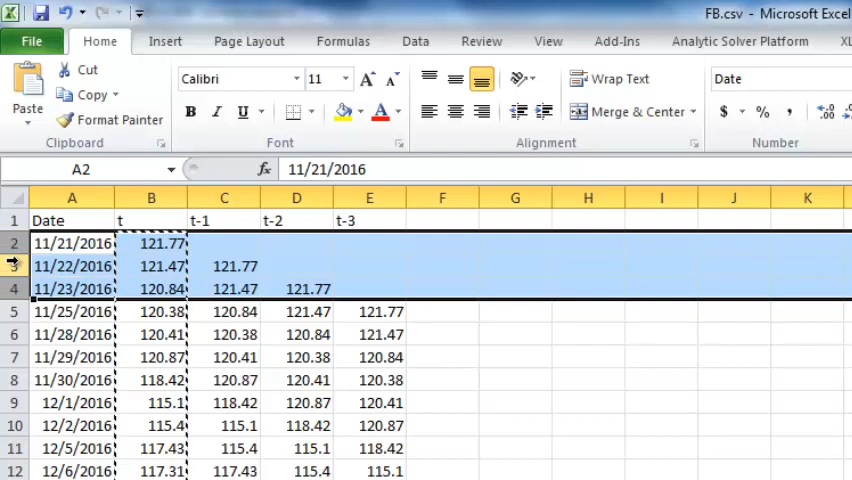 FB.csv - Microsoft Excel
File Home Insert Page Layout Formulas Data Review View Add-Ins Analytic Solver Platform
Cut Calibri 11 Wrap Text Date
Copy
Paste Format Painter B I U Merge & Center $ % ,
Clipboard Font Alignment Number
A2 fx 11/21/2016
A B C D E F G H I J K
1 Date t t-1 t-2 t-3
2 11/21/2016 121.77
3 11/22/2016 121.47 121.77
4 11/23/2016 120.84 121.47 121.77
5 11/25/2016 120.38 120.84 121.47 121.77
6 11/28/2016 120.41 120.38 120.84 121.47
7 11/29/2016 120.87 120.41 120.38 120.84
8 11/30/2016 118.42 120.87 120.41 120.38
9 12/1/2016 115.1 118.42 120.87 120.41
10 12/2/2016 115.4 115.1 118.42 120.87
11 12/5/2016 117.43 115.4 115.1 118.42
12 12/6/2016 117.31 117.43 115.4 115.1